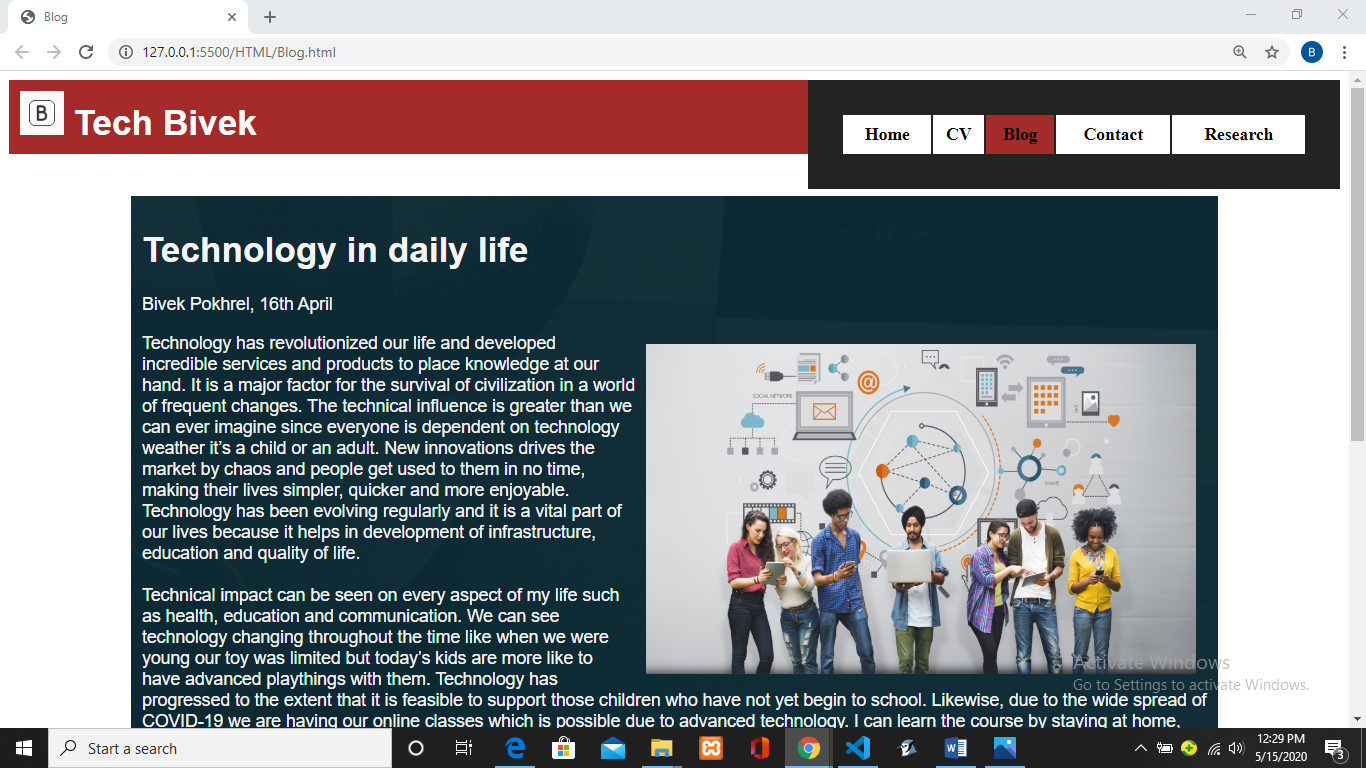 Blog
127.0.0.1:5500/HTML/Blog.html
B
B Tech Bivek
Home CV Blog Contact Research
Technology in daily life
Bivek Pokhrel, 16th April
Technology has revolutionized our life and developed
incredible services and products to place knowledge at our
hand. It is a major factor for the survival of civilization in a world
of frequent changes. The technical influence is greater than we
can ever imagine since everyone is dependent on technology
weather it’s a child or an adult. New innovations drives the
market by chaos and people get used to them in no time,
making their lives simpler, quicker and more enjoyable.
Technology has been evolving regularly and it is a vital part of
our lives because it helps in development of infrastructure,
education and quality of life.
SOCIAL NETWORK
SHARE
Technical impact can be seen on every aspect of my life such
as health, education and communication. We can see
technology changing throughout the time like when we were
young our toy was limited but today’s kids are more like to
have advanced playthings with them. Technology has
progressed to the extent that it is feasible to support those children who have not yet begin to school. Likewise, due to the wide spread of
COVID-19 we are having our online classes which is possible due to advanced technology. I can learn the course by staying at home,
Activate Windows
Go to Settings to activate Windows.
Start a search
12:29 PM
5/15/2020
3